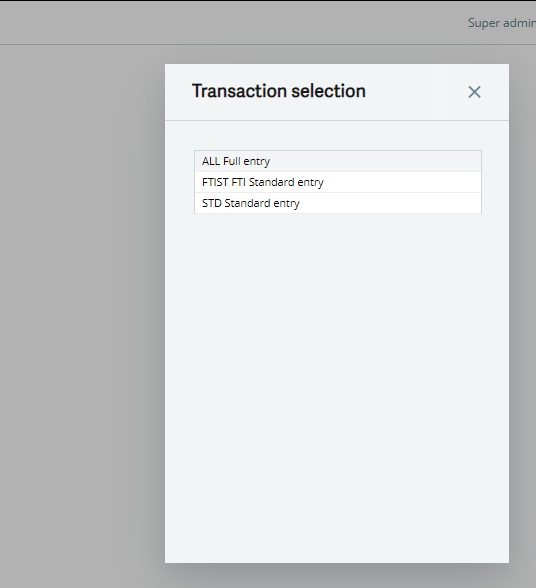 Super admin
Transaction selection
ALL Full entry
FTIST FTI Standard entry
STD Standard entry